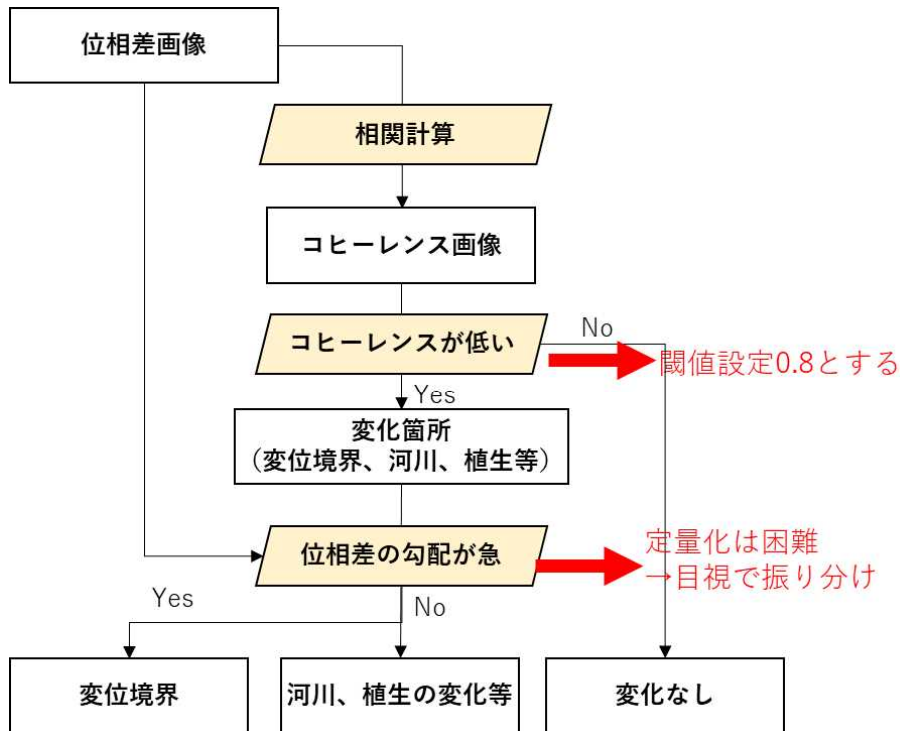 位相差画像
相関計算
コヒーレンス画像
コヒーレンスが低い
No
閾値設定0.8とする
Yes
変化箇所
（変位境界、河川、植生等）
位相差の勾配が急
定量化は困難
→目視で振り分け
Yes
No
変位境界
河川、植生の変化等
変化なし